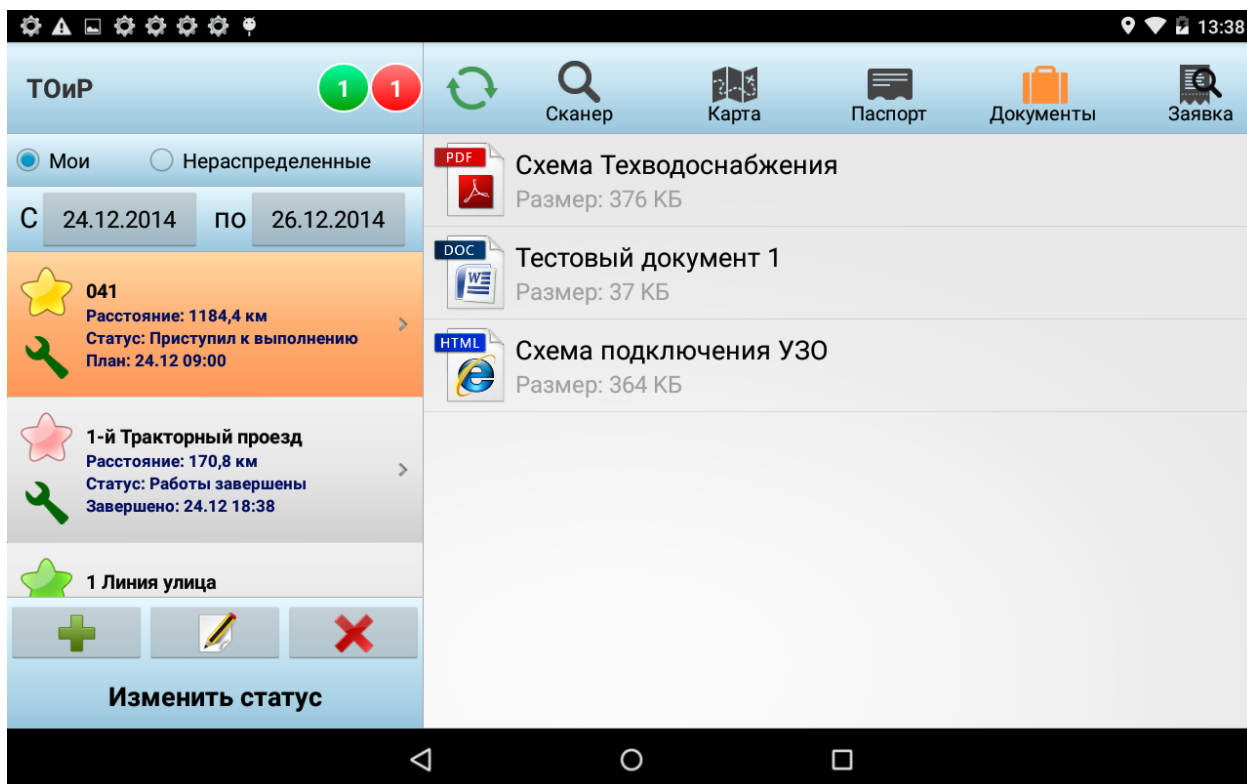 13:38
ТОиР
1
1
Сканер
Карта
Паспорт
Документы
Заявка
Мои
Нераспределенные
С
24.12.2014
по
26.12.2014
041
Расстояние: 1184,4 км
Статус: Приступил к выполнению
План: 24.12 09:00
1-й Тракторный проезд
Расстояние: 170,8 км
Статус: Работы завершены
Завершено: 24.12 18:38
1 Линия улица
Изменить статус
PDF
Схема Техводоснабжения
Размер: 376 КБ
DOC
W
Тестовый документ 1
Размер: 37 КБ
HTML
Схема подключения УЗО
Размер: 364 КБ